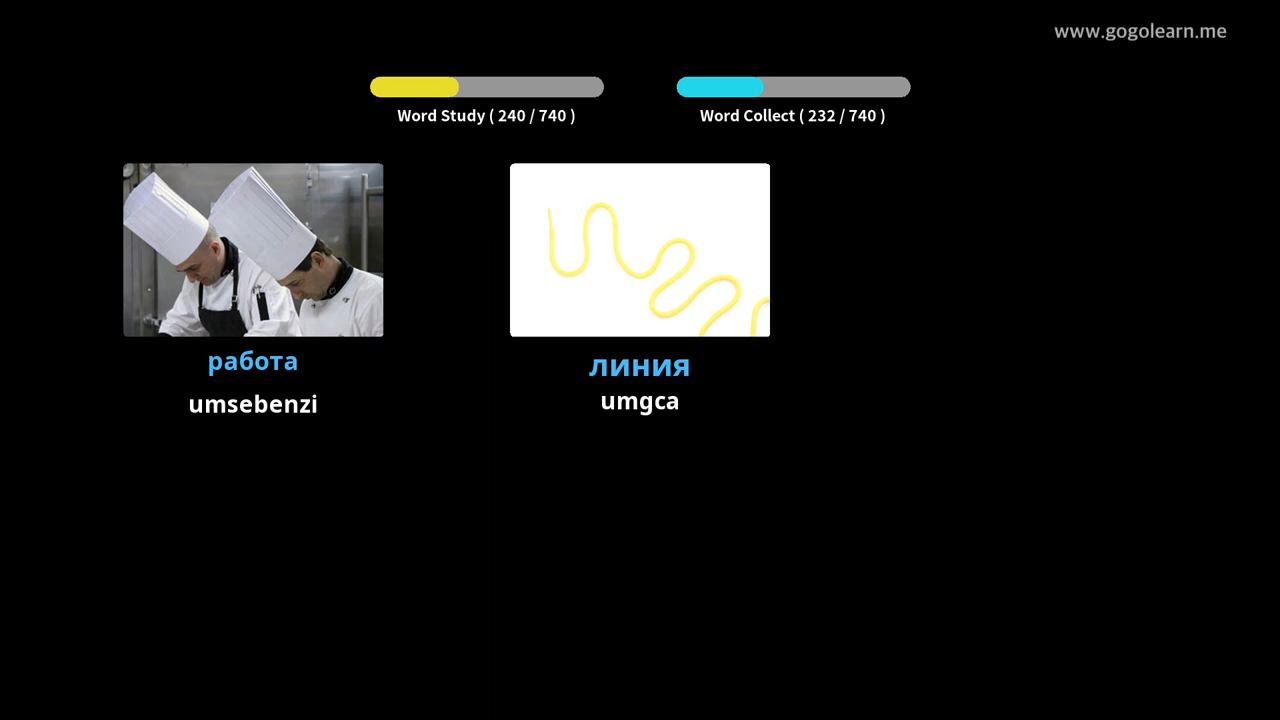 www.gogolearn.me
Word Study ( 240 / 740 )
Word Collect ( 232 / 740 )
работа
umsebenzi
линия
umgca